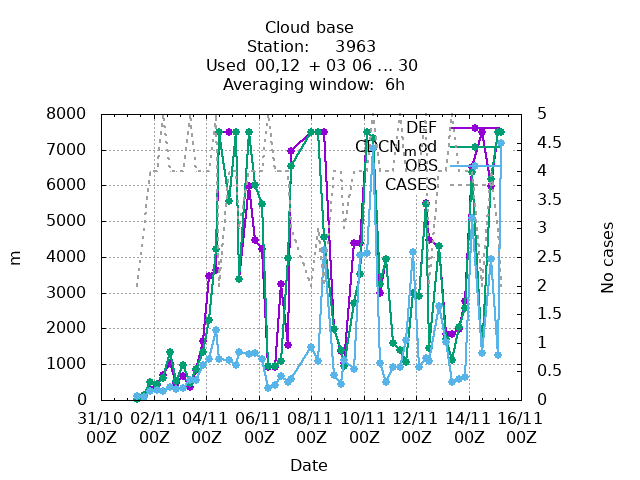 Cloud base
Station: 3963
Used 00,12 + 03 06 ... 30
Averaging window: 6h
8000
7000
6000
5000
4000
3000
2000
1000
0
5
4.5
4
3.5
3
2.5
2
1.5
1
0.5
0
DEF
CDCN_mod
OBS
CASES
m
No cases
31/10 02/11 04/11 06/11 08/11 10/11 12/11 14/11 16/11
00Z 00Z 00Z 00Z 00Z 00Z 00Z 00Z 00Z
Date